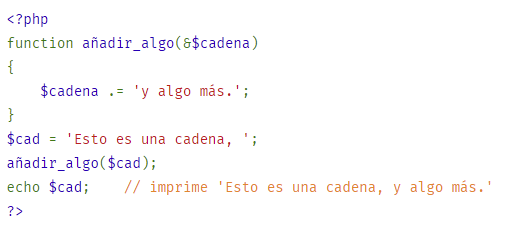 <?php
function añadir_algo(&$cadena)
{
    $cadena .= 'y algo más.';
}
$cad = 'Esto es una cadena, ';
añadir_algo($cad);
echo $cad;    // imprime 'Esto es una cadena, y algo más.'
?>